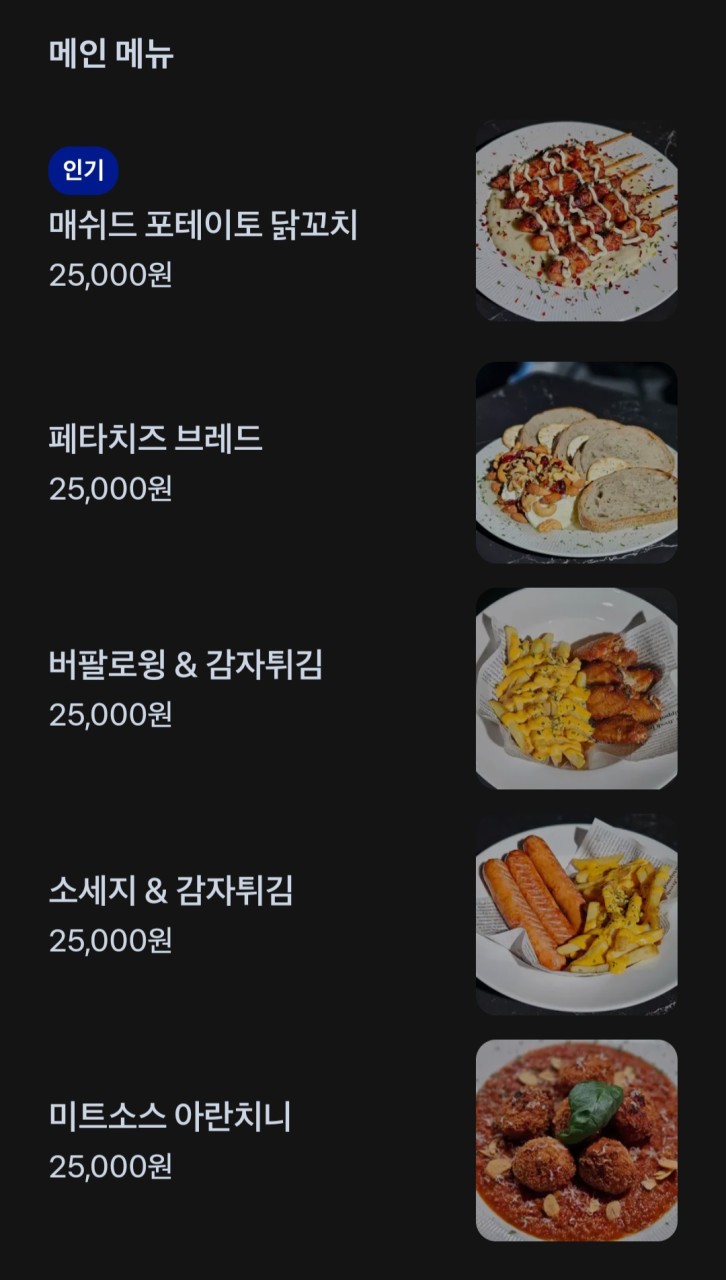 메인 메뉴
인기
매쉬드 포테이토 닭꼬치
25,000원
페타치즈 브레드
25,000원
버팔로윙 & 감자튀김
25,000원
소세지 & 감자튀김
25,000원
미트소스 아란치니
25,000원